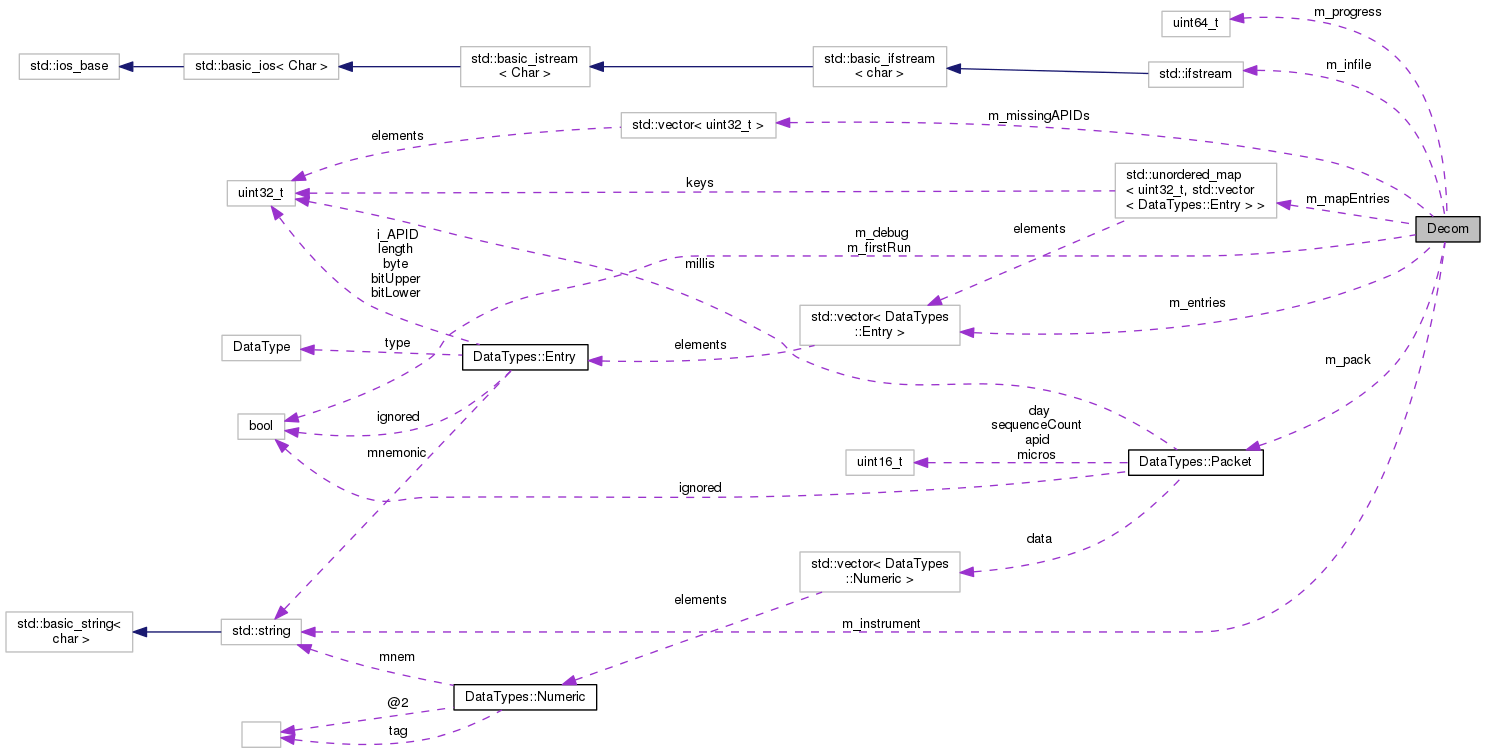 m_progress
uint64_t
std::ios_base
std::basic_ios< Char >
std::basic_istream
< Char >
std::basic_ifstream
< char >
std::ifstream
m_infile
m_missingAPIDs
std::vector< uint32_t >
elements
uint32_t
keys
std::unordered_map
< uint32_t, std::vector
< DataTypes::Entry > >
m_mapEntries
Decom
i_APID
length
byte
bitUpper
bitLower
m_debug
m_firstRun
millis
elements
std::vector< DataTypes
::Entry >
m_entries
DataType
type
DataTypes::Entry
elements
m_pack
bool
ignored
mnemonic
day
sequenceCount
apid
micros
uint16_t
DataTypes::Packet
ignored
data
std::vector< DataTypes
::Numeric >
elements
std::basic_string<
char >
std::string
m_instrument
mnem
DataTypes::Numeric
@2
tag